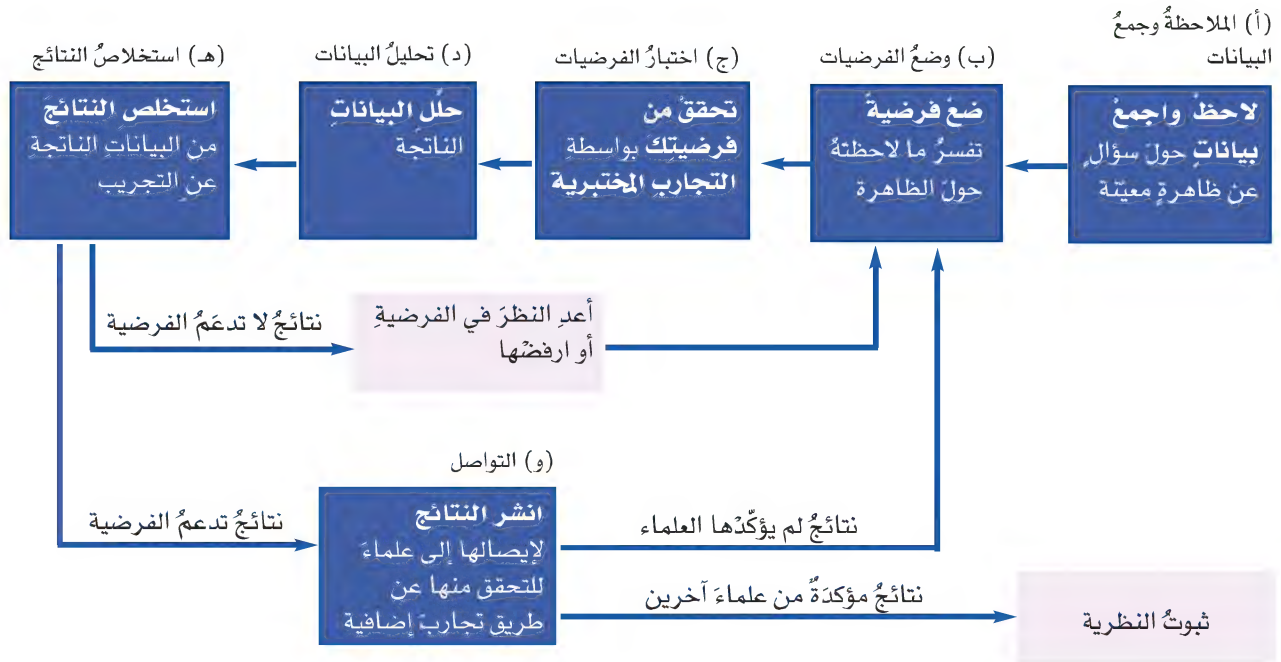 (أ) الملاحظةُ وجمعُ
البيانات
لاحظْ واجمعْ
بياناتٍ حولَ سؤالٍ
عن ظاهرةٍ معيّنة
(ب) وضعُ الفرضيات
ضعْ فرضيةً
تفسرُ ما لاحظتَهُ
حولَ الظاهرة
(ج) اختبارُ الفرضيات
تحققْ من
فرضيتِكَ بواسطةِ
التجاربِ المختبرية
(د) تحليلُ البيانات
حلّلِ البياناتِ
الناتجة
(هـ) استخلاصُ النتائج
استخلصِ النتائجَ
من البياناتِ الناتجةِ
عنِ التجريب
نتائجُ لا تدعَمُ الفرضية
أعدِ النظرَ في الفرضيةِ
أو ارفضْها
(و) التواصل
نتائجُ تدعمُ الفرضية
انشر النتائج
لإيصالها إلى علماءَ
للتحقق منها عن
طريق تجاربَ إضافية
نتائجُ لم يؤكّدْها العلماء
نتائجُ مؤكدَةٌ من علماءَ آخرين
ثبوتُ النظرية